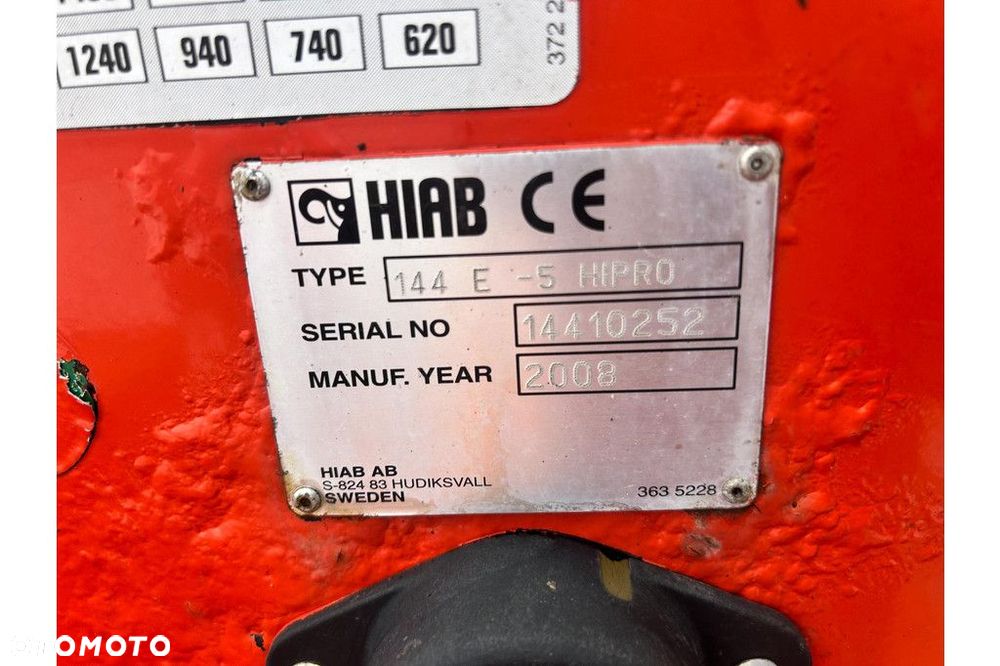 1240 940 740 620
372 2
HIAB CE
TYPE 144 E -5 HIPRO
SERIAL NO 14410252
MANUF. YEAR 2008
HIAB AB
S-824 83 HUDIKSVALL
SWEDEN
363 5228
OTOMOTO